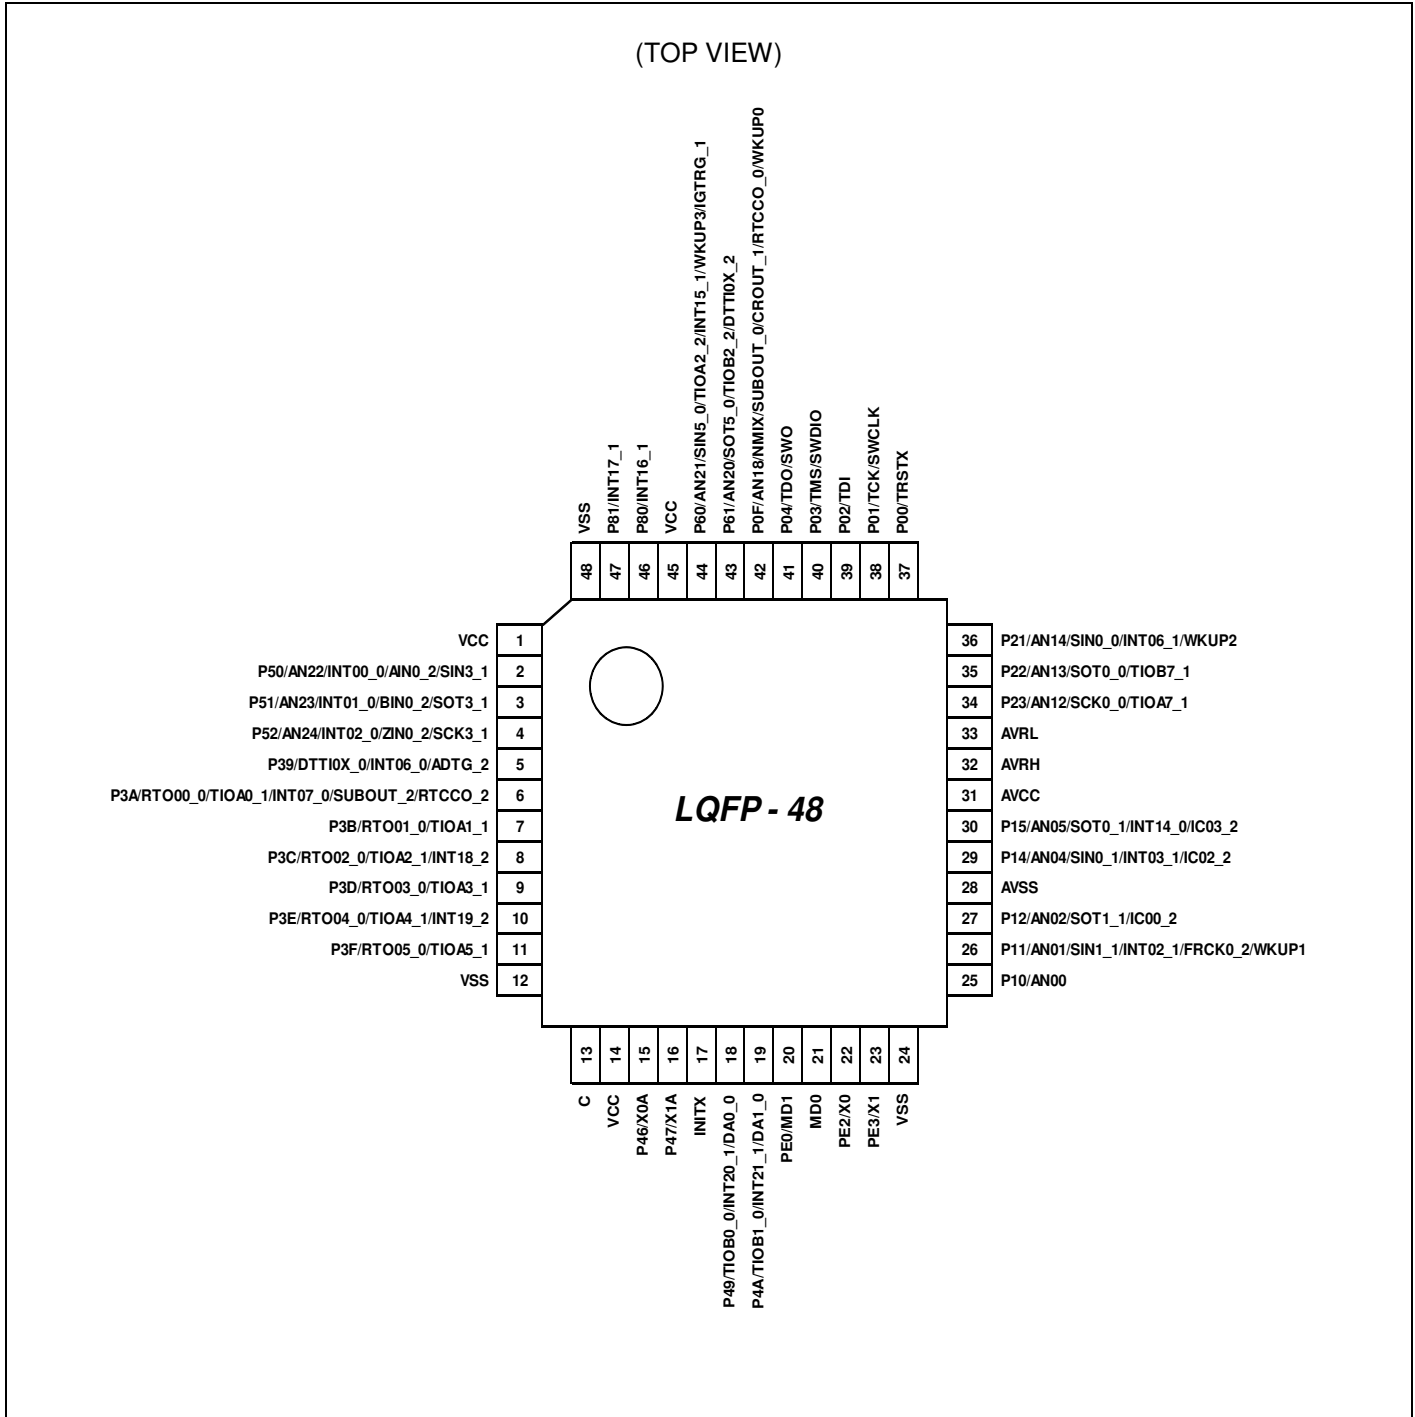 (TOP VIEW)
VSS
P81/INT17_1
P80/INT16_1
VCC
P60/AN21/SIN5_0/TIOA2_2/INT15_1/WKUP3/IGTRG_1
P61/AN20/SOT5_0/TIOB2_2/DTTI0X_2
P0F/AN18/NMIX/SUBOUT_0/CROUT_1/RTCCO_0/WKUP0
P04/TDO/SWO
P03/TMS/SWDIO
P02/TDI
P01/TCK/SWCLK
P00/TRSTX
48
47
46
45
44
43
42
41
40
39
38
37
VCC 1
P50/AN22/INT00_0/AIN0_2/SIN3_1 2
P51/AN23/INT01_0/BIN0_2/SOT3_1 3
P52/AN24/INT02_0/ZIN0_2/SCK3_1 4
P39/DTTI0X_0/INT06_0/ADTG_2 5
P3A/RTO00_0/TIOA0_1/INT07_0/SUBOUT_2/RTCCO_2 6
P3B/RTO01_0/TIOA1_1 7
P3C/RTO02_0/TIOA2_1/INT18_2 8
P3D/RTO03_0/TIOA3_1 9
P3E/RTO04_0/TIOA4_1/INT19_2 10
P3F/RTO05_0/TIOA5_1 11
VSS 12
LQFP - 48
36 P21/AN14/SIN0_0/INT06_1/WKUP2
35 P22/AN13/SOT0_0/TIOB7_1
34 P23/AN12/SCK0_0/TIOA7_1
33 AVRL
32 AVRH
31 AVCC
30 P15/AN05/SOT0_1/INT14_0/IC03_2
29 P14/AN04/SIN0_1/INT03_1/IC02_2
28 AVSS
27 P12/AN02/SOT1_1/IC00_2
26 P11/AN01/SIN1_1/INT02_1/FRCK0_2/WKUP1
25 P10/AN00
13
14
15
16
17
18
19
20
21
22
23
24
C
VCC
P46/X0A
P47/X1A
INITX
P49/TIOB0_0/INT20_1/DA0_0
P4A/TIOB1_0/INT21_1/DA1_0
PE0/MD1
MD0
PE2/X0
PE3/X1
VSS